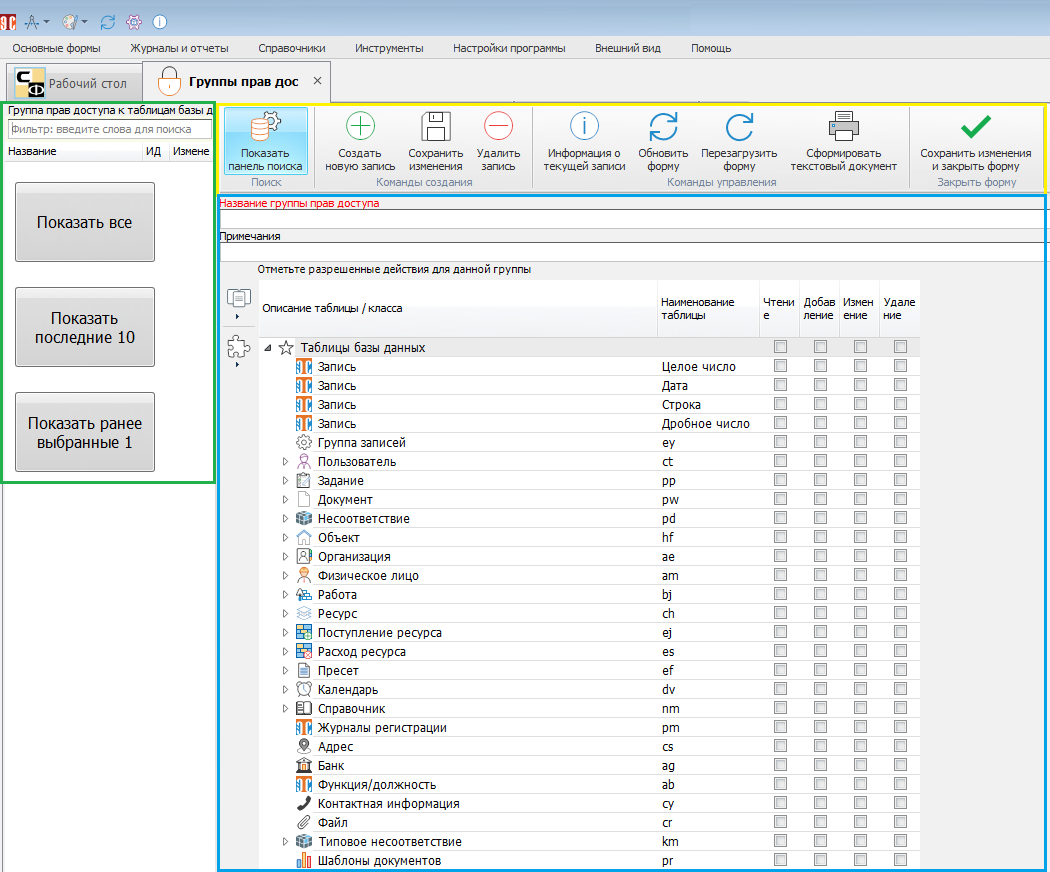 Основные формы Журналы и отчеты Справочники Инструменты Настройки программы Внешний вид Помощь
СФ Рабочий стол Группы прав дос ×
Группа прав доступа к таблицам базы д
Фильтр: введите слова для поиска
Название ИД Измене
Показать все
Показать
последние 10
Показать ранее
выбранные 1
Показать
панель поиска
Поиск
Создать
новую запись
Сохранить
изменения
Удалить
запись
Команды создания
Информация о
текущей записи
Обновить
форму
Перезагрузить
форму
Сформировать
текстовый документ
Команды управления
Сохранить изменения
и закрыть форму
Закрыть форму
Название группы прав доступа
Примечания
Отметьте разрешенные действия для данной группы
Описание таблицы / класса
Наименование
таблицы
Чтени
е
Добав
ление
Измен
ение
Удале
ние
Таблицы базы данных
Запись Целое число
Запись Дата
Запись Строка
Запись Дробное число
Группа записей ey
Пользователь ct
Задание pp
Документ pw
Несоответствие pd
Объект hf
Организация ae
Физическое лицо am
Работа bj
Ресурс ch
Поступление ресурса ej
Расход ресурса es
Пресет ef
Календарь dv
Справочник nm
Журналы регистрации pm
Адрес cs
Банк ag
Функция/должность ab
Контактная информация cy
Файл cr
Типовое несоответствие km
Шаблоны документов pr